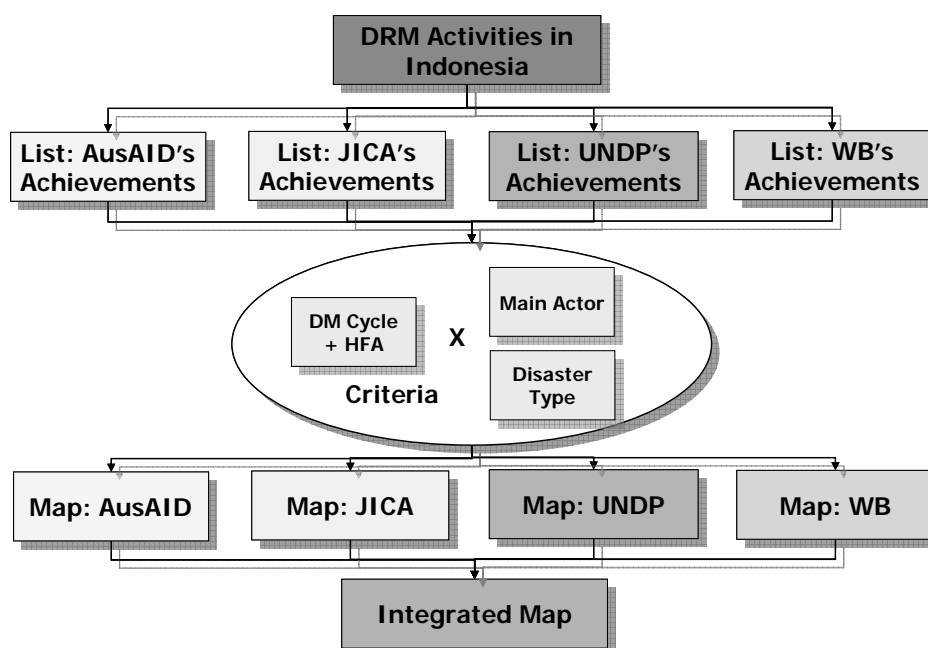 DRM Activities in
Indonesia
List: AusAID's
Achievements
List: JICA's
Achievements
List: UNDP's
Achievements
List: WB's
Achievements
DM Cycle
+ HFA
X
Main Actor
Disaster
Type
Criteria
Map: AusAID
Map: JICA
Map: UNDP
Map: WB
Integrated Map